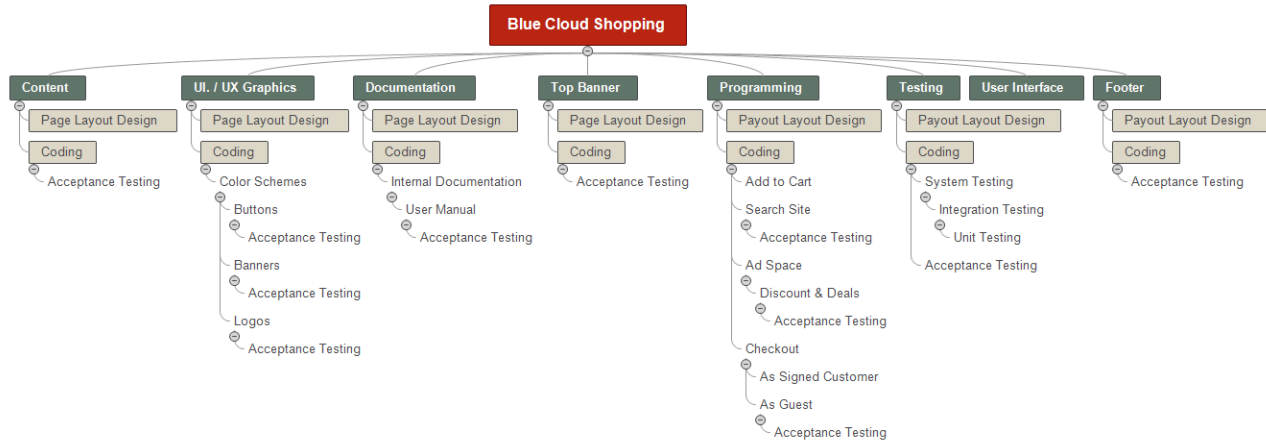 Blue Cloud Shopping
Content
Page Layout Design
Coding
Acceptance Testing
UI. / UX Graphics
Page Layout Design
Coding
Color Schemes
Buttons
Acceptance Testing
Banners
Acceptance Testing
Logos
Acceptance Testing
Documentation
Page Layout Design
Coding
Internal Documentation
User Manual
Acceptance Testing
Top Banner
Page Layout Design
Coding
Acceptance Testing
Programming
Payout Layout Design
Coding
Add to Cart
Search Site
Acceptance Testing
Ad Space
Discount & Deals
Acceptance Testing
Checkout
As Signed Customer
As Guest
Acceptance Testing
Testing
Payout Layout Design
Coding
System Testing
Integration Testing
Unit Testing
Acceptance Testing
User Interface
Footer
Payout Layout Design
Coding
Acceptance Testing